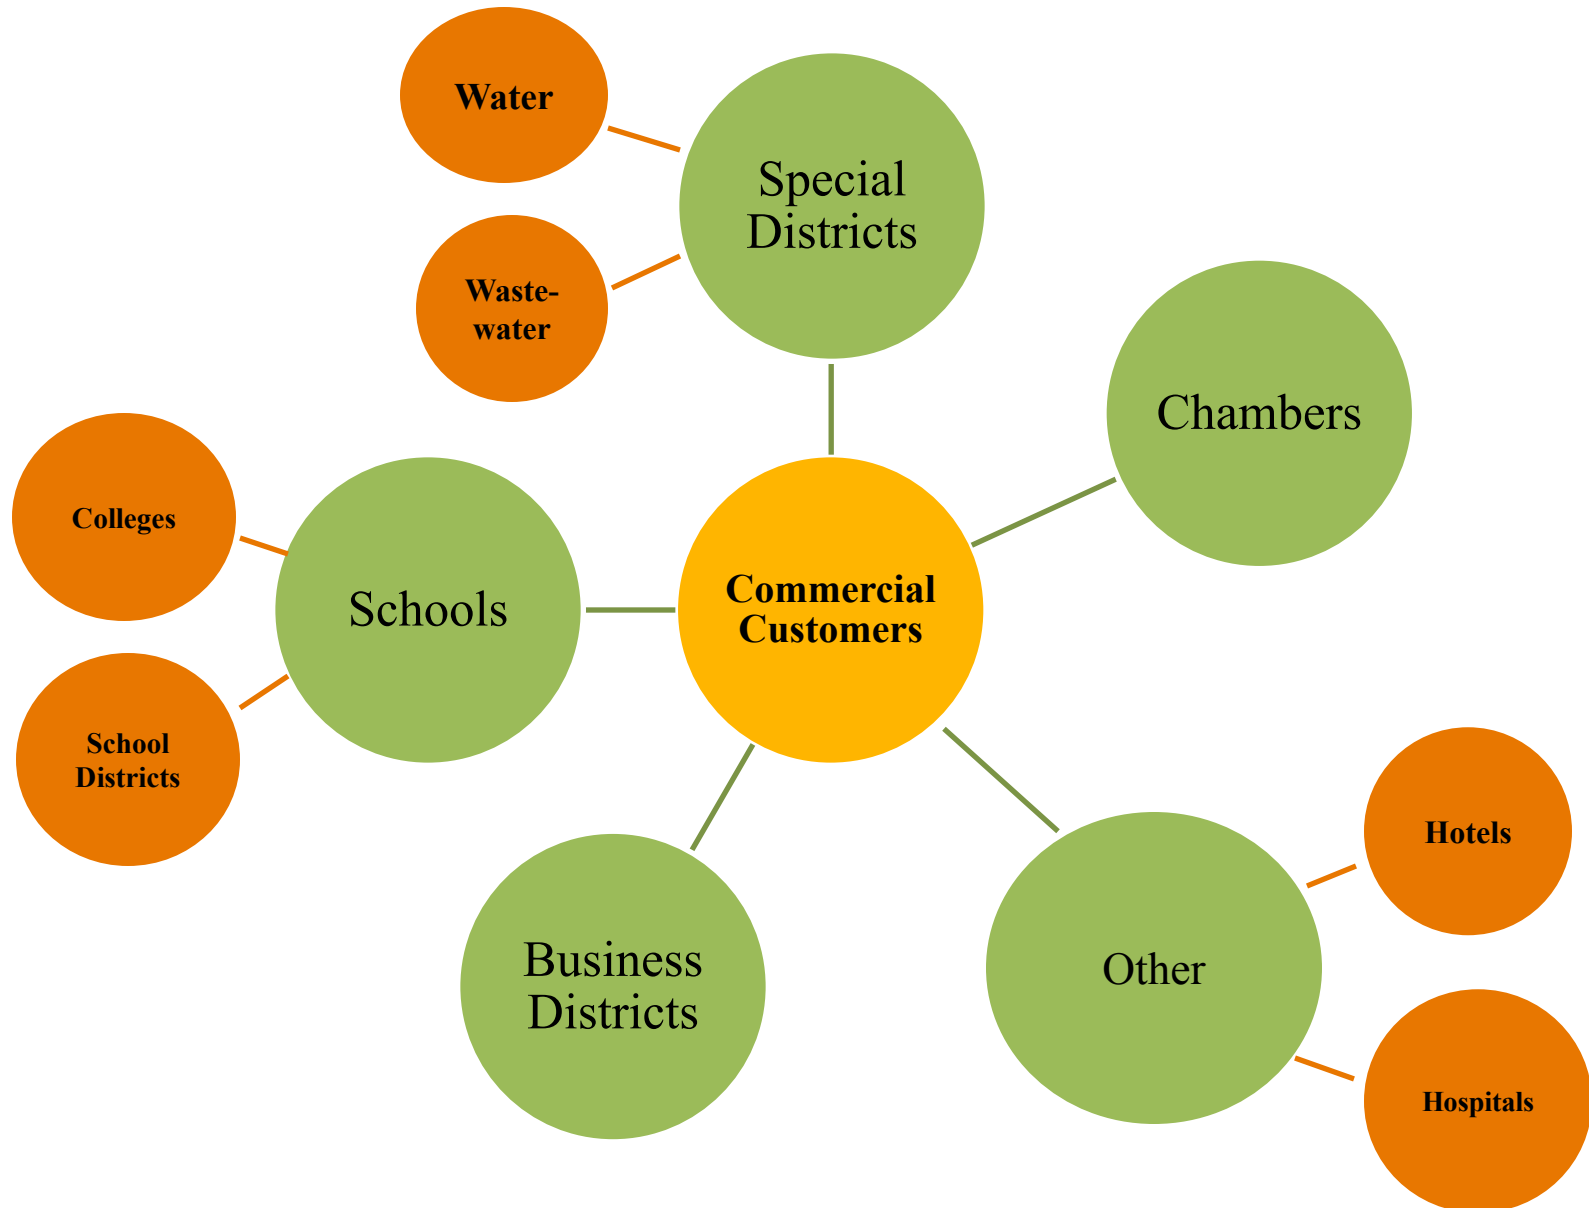 Water
Special
Districts
Waste-
water
Chambers
Colleges
Schools
Commercial
Customers
School
Districts
Hotels
Business
Districts
Other
Hospitals